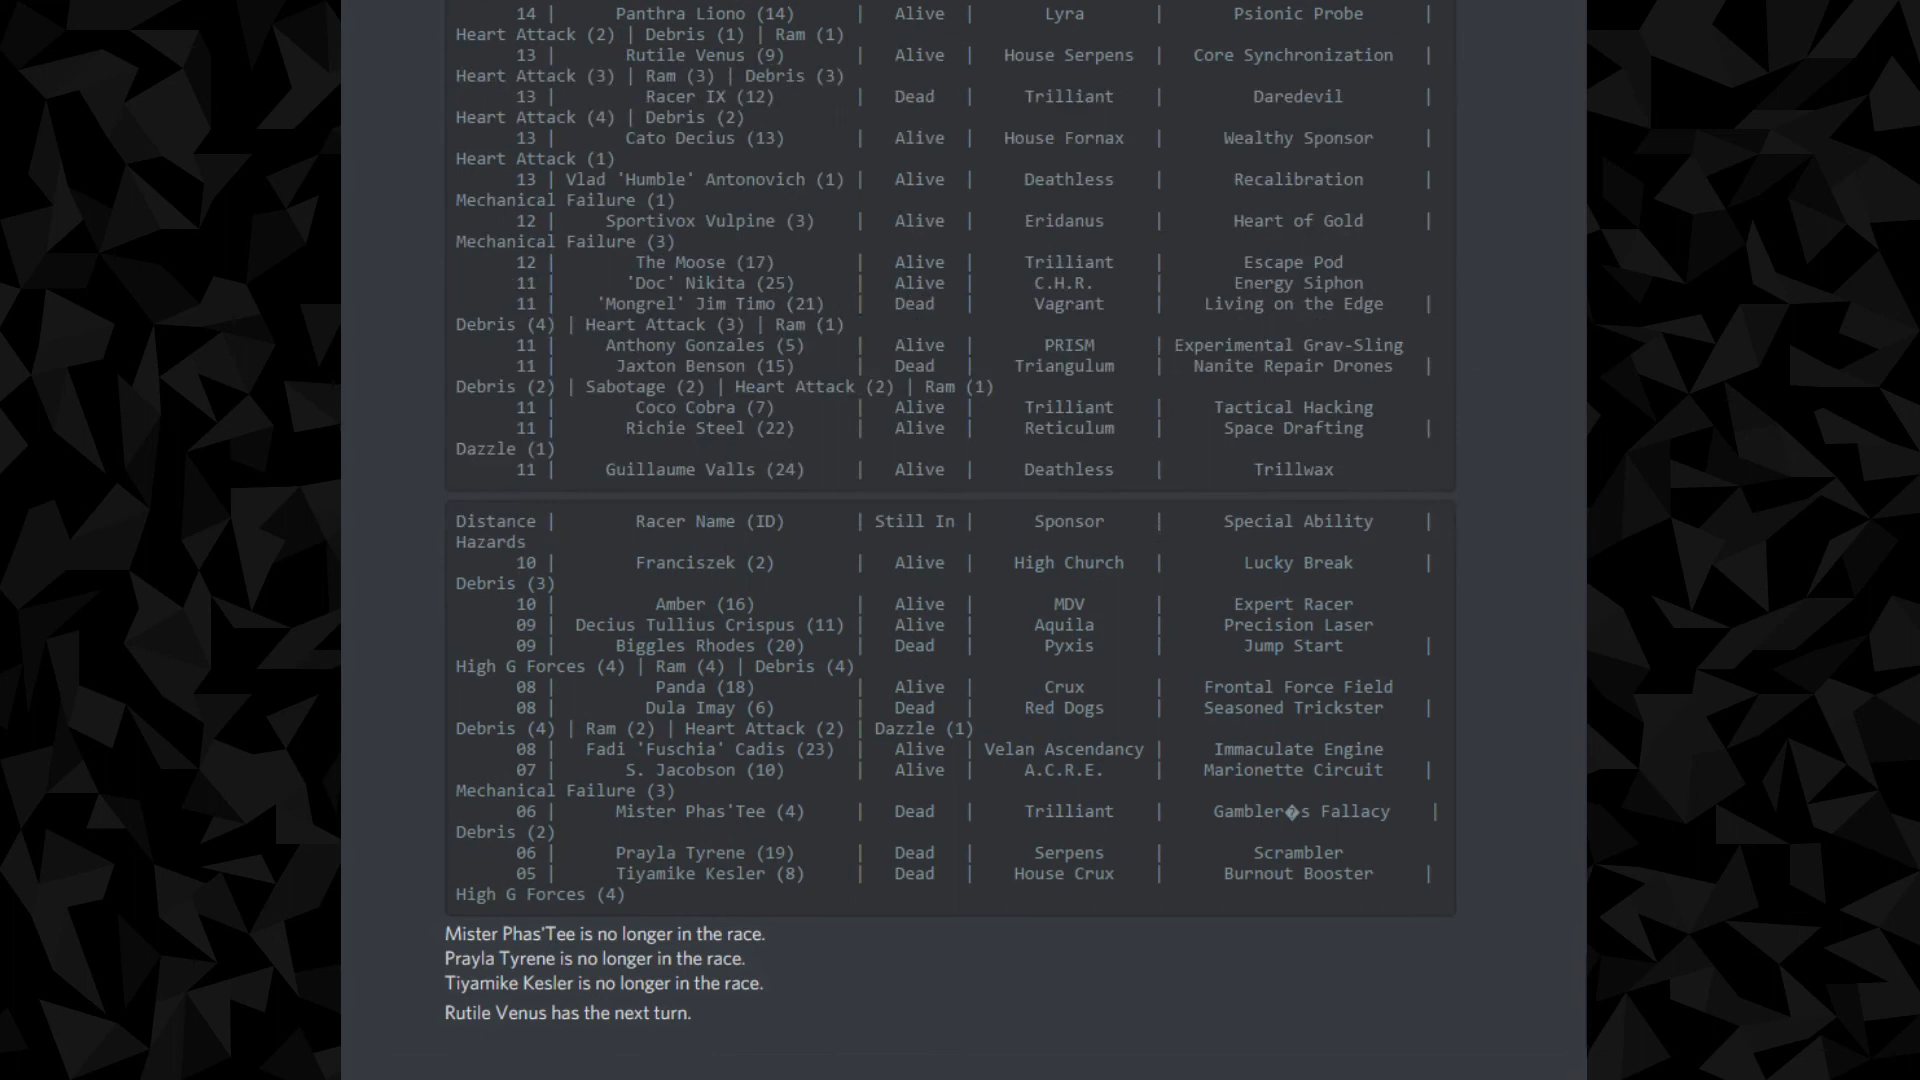 14 | Panthra Liono (14) | Alive | Lyra | Psionic Probe |
Heart Attack (2) | Debris (1) | Ram (1)
13 | Rutile Venus (9) | Alive | House Serpens | Core Synchronization |
Heart Attack (3) | Ram (3) | Debris (3)
13 | Racer IX (12) | Dead | Trilliant | Daredevil |
Heart Attack (4) | Debris (2)
13 | Cato Decius (13) | Alive | House Fornax | Wealthy Sponsor |
Heart Attack (1)
13 | Vlad 'Humble' Antonovich (1) | Alive | Deathless | Recalibration |
Mechanical Failure (1)
12 | Sportivox Vulpine (3) | Alive | Eridanus | Heart of Gold |
Mechanical Failure (3)
12 | The Moose (17) | Alive | Trilliant | Escape Pod
11 | 'Doc' Nikita (25) | Alive | C.H.R. | Energy Siphon
11 | 'Mongrel' Jim Timo (21) | Dead | Vagrant | Living on the Edge |
Debris (4) | Heart Attack (3) | Ram (1)
11 | Anthony Gonzales (5) | Alive | PRISM | Experimental Grav-Sling
11 | Jaxton Benson (15) | Dead | Triangulum | Nanite Repair Drones |
Debris (2) | Sabotage (2) | Heart Attack (2) | Ram (1)
11 | Coco Cobra (7) | Alive | Trilliant | Tactical Hacking
11 | Richie Steel (22) | Alive | Reticulum | Space Drafting |
Dazzle (1)
11 | Guillaume Valls (24) | Alive | Deathless | Trillwax
Distance | Racer Name (ID) | Still In | Sponsor | Special Ability |
Hazards
10 | Franciszek (2) | Alive | High Church | Lucky Break |
Debris (3)
10 | Amber (16) | Alive | MDV | Expert Racer
09 | Decius Tullius Crispus (11) | Alive | Aquila | Precision Laser
09 | Biggles Rhodes (20) | Dead | Pyxis | Jump Start |
High G Forces (4) | Ram (4) | Debris (4)
08 | Panda (18) | Alive | Crux | Frontal Force Field
08 | Dula Imay (6) | Dead | Red Dogs | Seasoned Trickster |
Debris (4) | Ram (2) | Heart Attack (2) | Dazzle (1)
08 | Fadi 'Fuschia' Cadis (23) | Alive | Velan Ascendancy | Immaculate Engine
07 | S. Jacobson (10) | Alive | A.C.R.E. | Marionette Circuit |
Mechanical Failure (3)
06 | Mister Phas'Tee (4) | Dead | Trilliant | Gambler�s Fallacy |
Debris (2)
06 | Prayla Tyrene (19) | Dead | Serpens | Scrambler
05 | Tiyamike Kesler (8) | Dead | House Crux | Burnout Booster |
High G Forces (4)
Mister Phas'Tee is no longer in the race.
Prayla Tyrene is no longer in the race.
Tiyamike Kesler is no longer in the race.
Rutile Venus has the next turn.